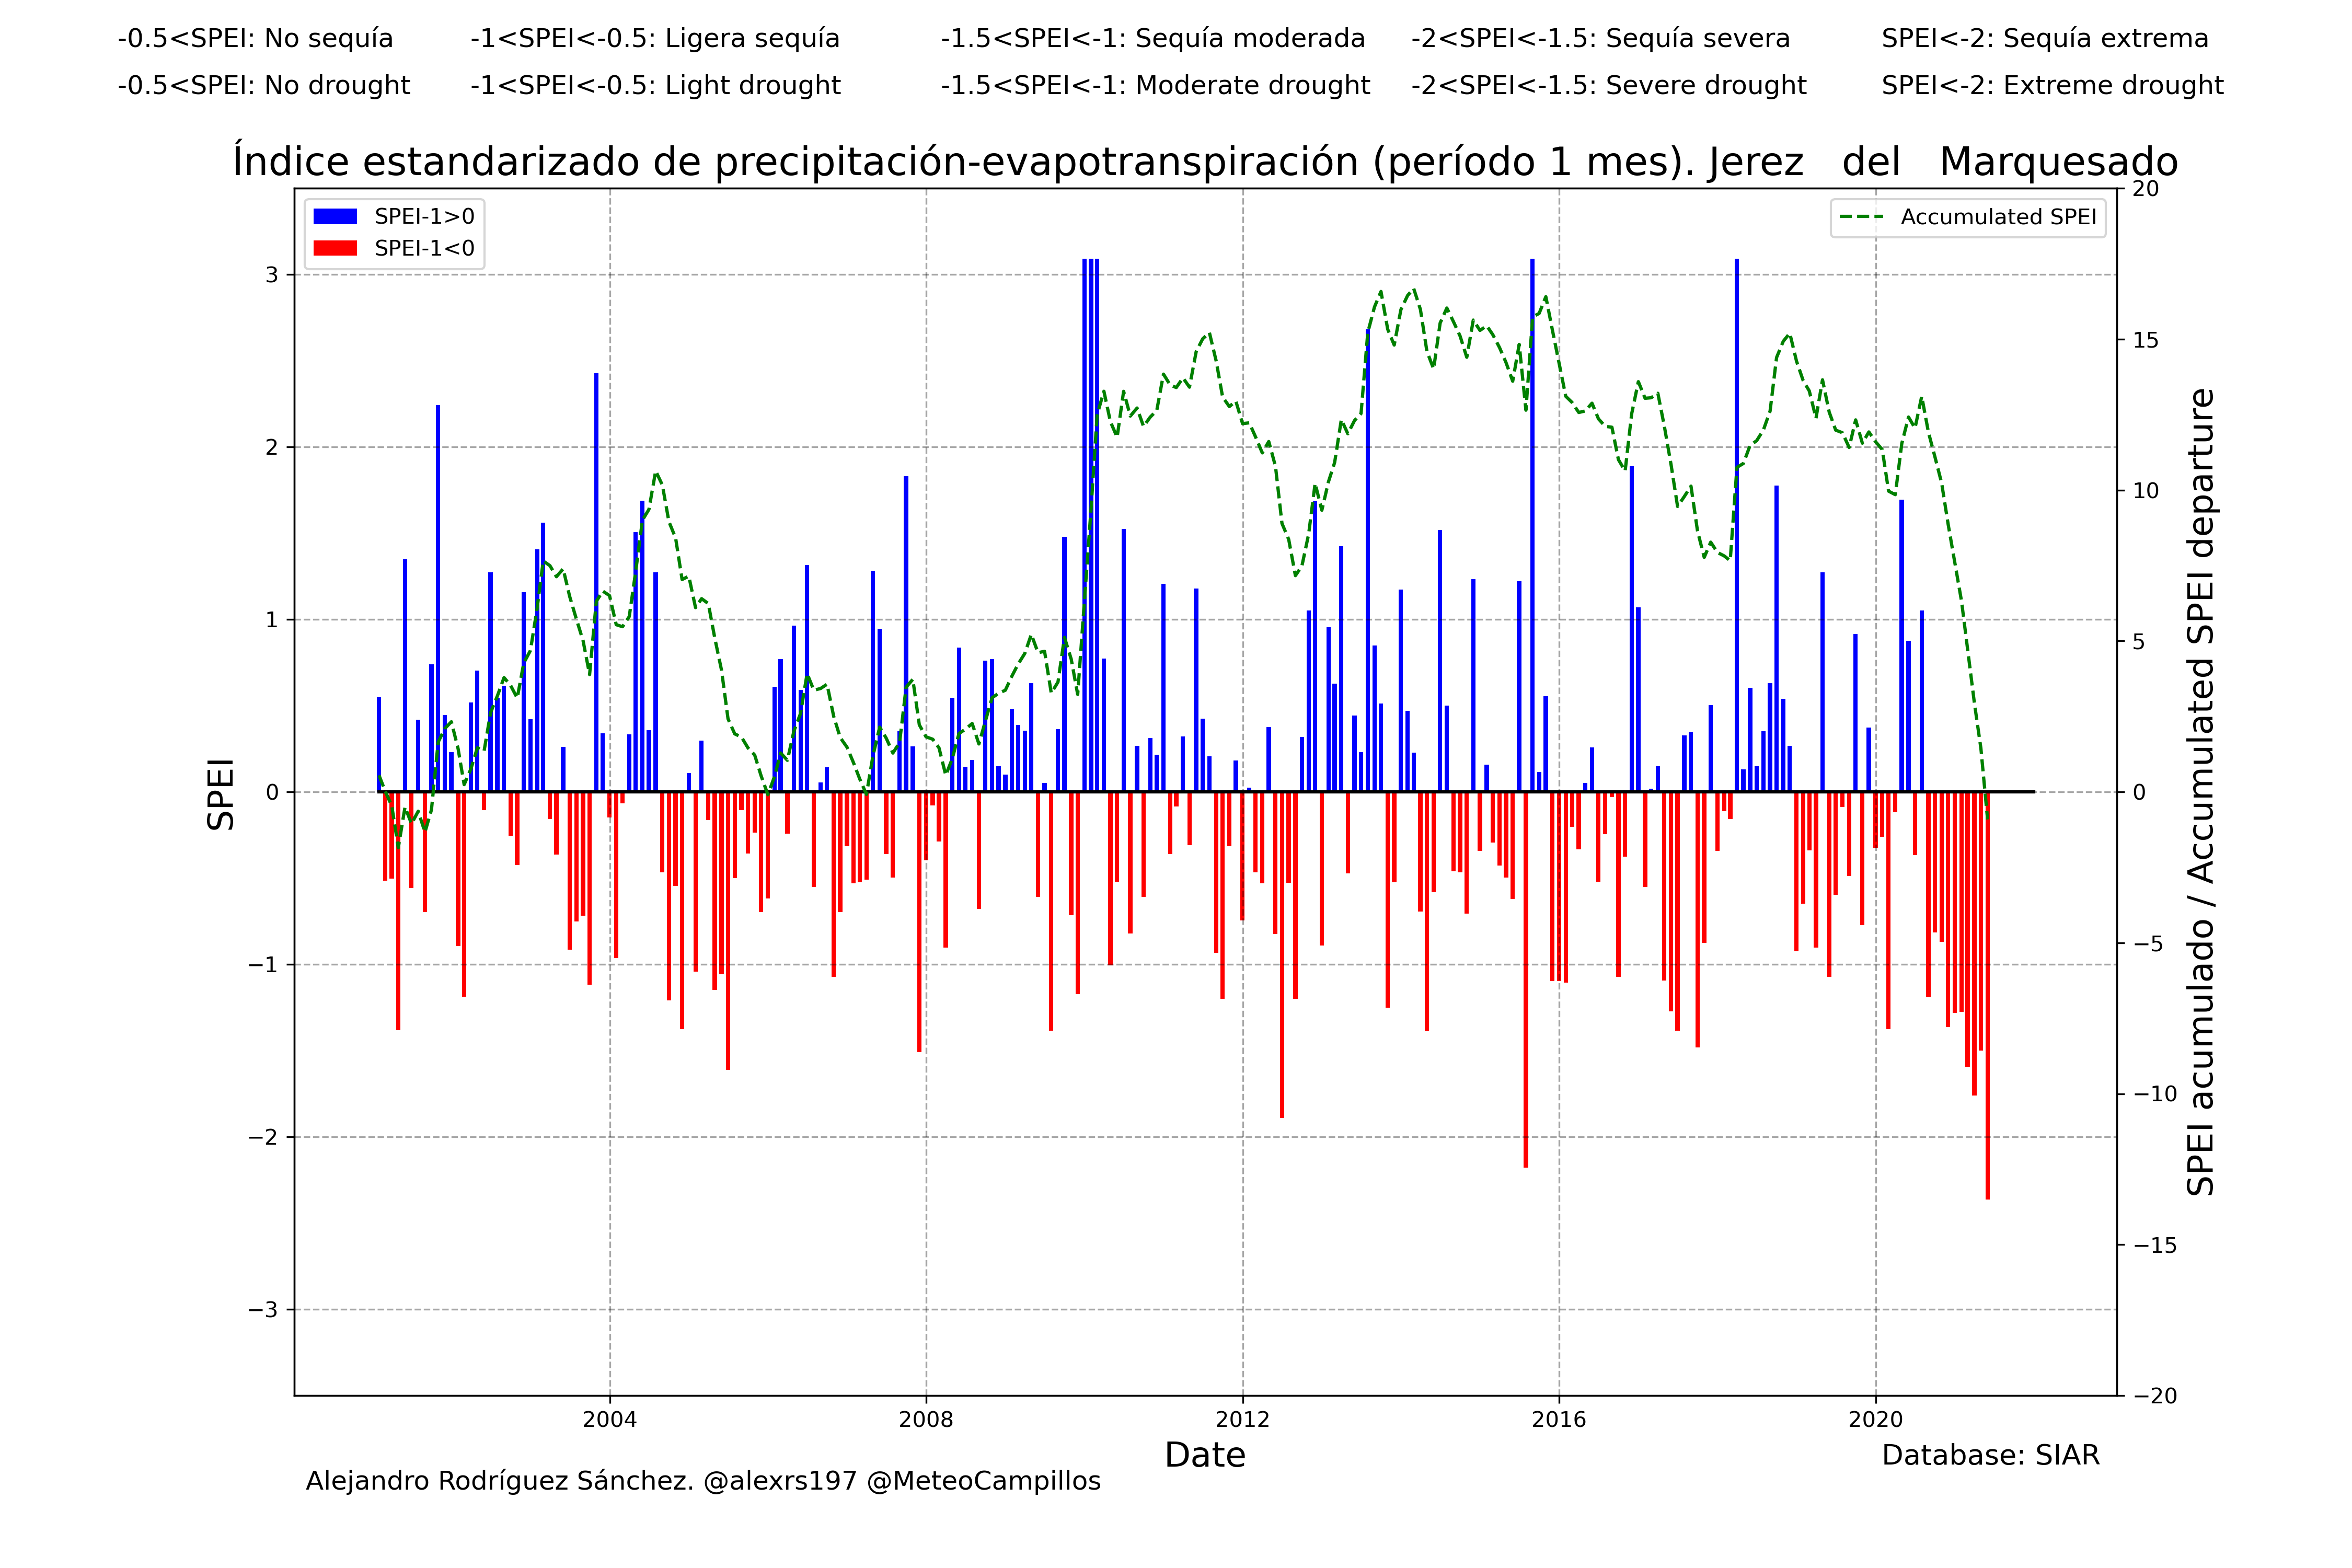 -0.5<SPEI: No sequía -1<SPEI<-0.5: Ligera sequía -1.5<SPEI<-1: Sequía moderada -2<SPEI<-1.5: Sequía severa SPEI<-2: Sequía extrema
-0.5<SPEI: No drought -1<SPEI<-0.5: Light drought -1.5<SPEI<-1: Moderate drought -2<SPEI<-1.5: Severe drought SPEI<-2: Extreme drought
Índice estandarizado de precipitación-evapotranspiración (período 1 mes). Jerez del Marquesado
SPEI-1>0
SPEI-1<0
Accumulated SPEI
SPEI
3
2
1
0
−1
−2
−3
20
15
10
5
0
−5
−10
−15
−20
SPEI acumulado / Accumulated SPEI departure
2004 2008 2012 2016 2020
Date
Database: SIAR
Alejandro Rodríguez Sánchez. @alexrs197 @MeteoCampillos